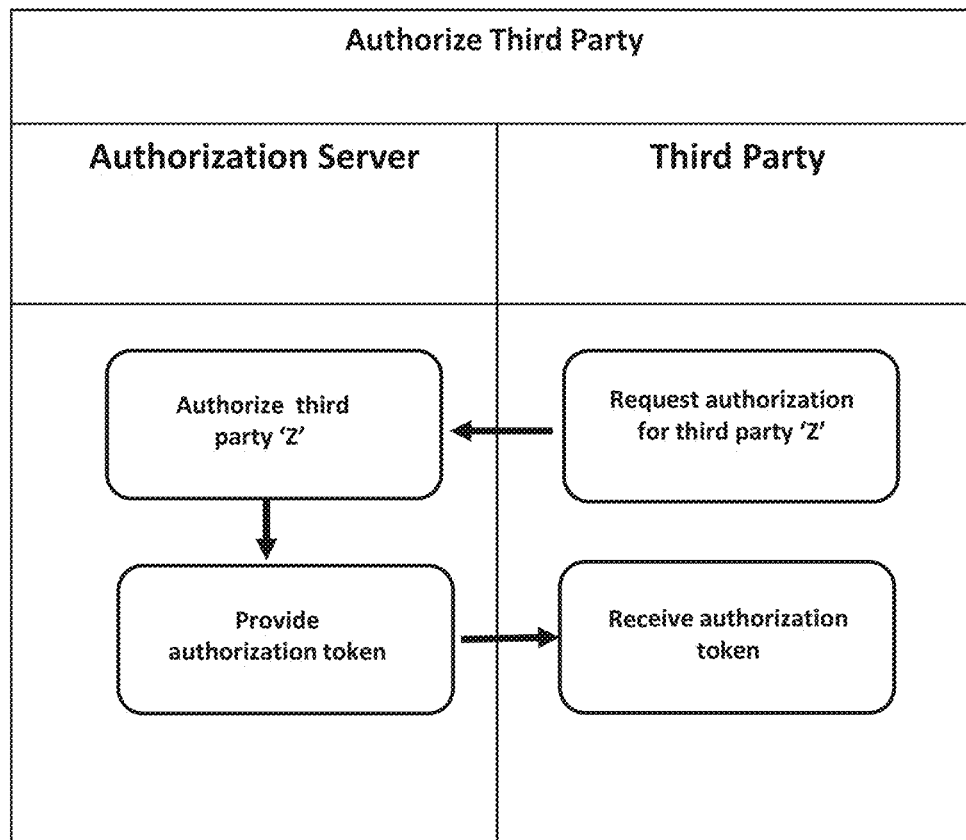 Authorize Third Party
Authorization Server
Third Party
Authorize third
party ‘Z’
Request authorization
for third party ‘Z’
Provide
authorization token
Receive authorization
token